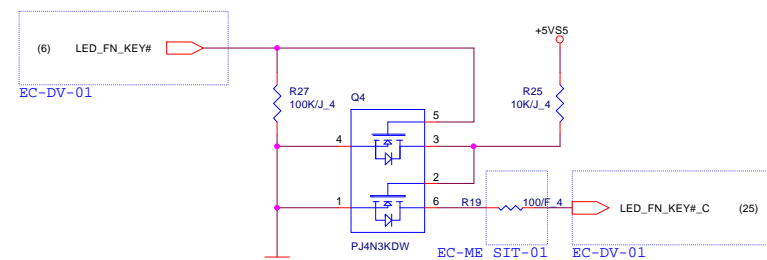 +5VS5
(6) LED_FN_KEY#
EC-DV-01
R27
100K/J_4
Q4
R25
10K/J_4
5
4
3
2
1
6
R19
100/F_4
LED_FN_KEY#_C (25)
PJ4N3KDW
EC-ME SIT-01
EC-DV-01